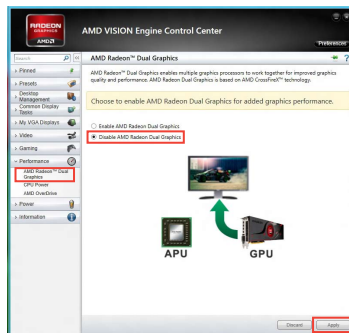 RADEON
GRAPHICS
AMD
AMD VISION Engine Control Center
Preferences
Search
AMD Radeon™ Dual Graphics
Pinned
Presets
Desktop
Management
Common Display
Tasks
My VGA Displays
Video
Gaming
Performance
AMD Radeon™ Dual
Graphics
CPU Power
AMD OverDrive
Power
Information
AMD Radeon™ Dual Graphics enables multiple graphics processors to work together for improved graphics
quality and performance. AMD Radeon™ Dual Graphics is based on AMD CrossFireX™ technology.
Choose to enable AMD Radeon Dual Graphics for added graphics performance.
Enable AMD Radeon Dual Graphics
Disable AMD Radeon Dual Graphics
APU
GPU
Discard
Apply